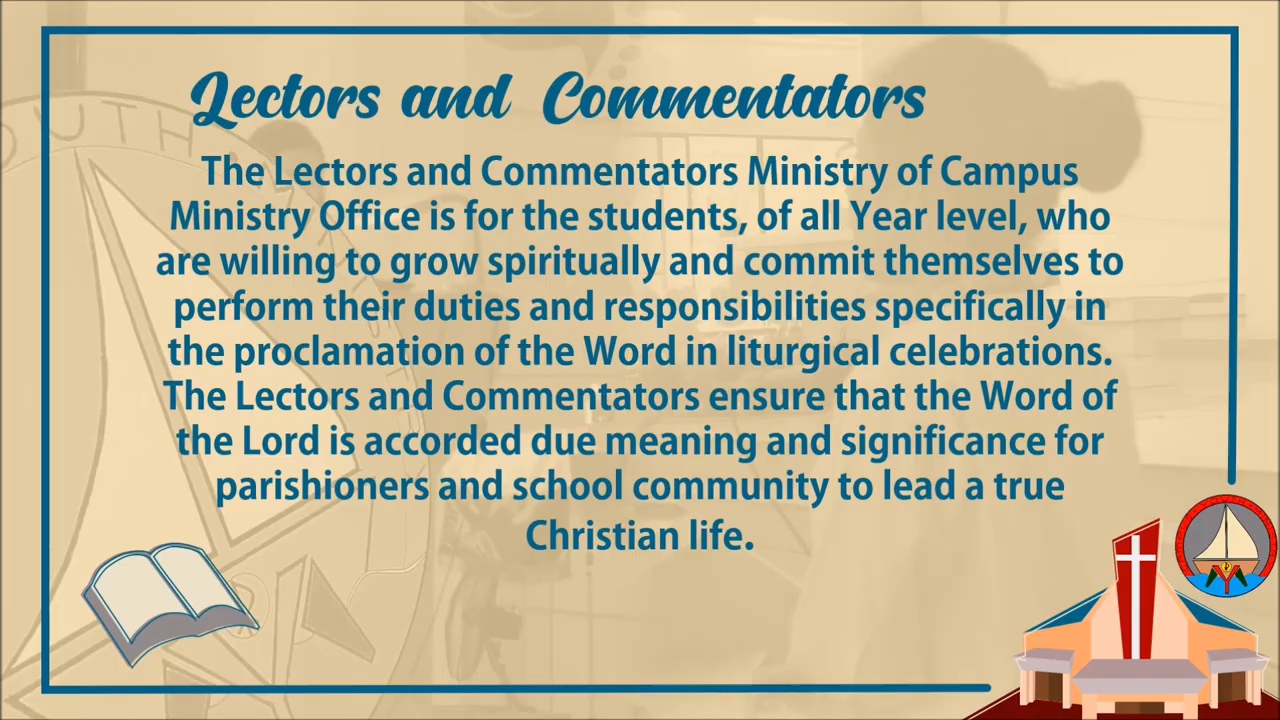 Lectors and Commentators
The Lectors and Commentators Ministry of Campus
Ministry Office is for the students, of all Year level, who
are willing to grow spiritually and commit themselves to
perform their duties and responsibilities specifically in
the proclamation of the Word in liturgical celebrations.
The Lectors and Commentators ensure that the Word of
the Lord is accorded due meaning and significance for
parishioners and school community to lead a true
Christian life.